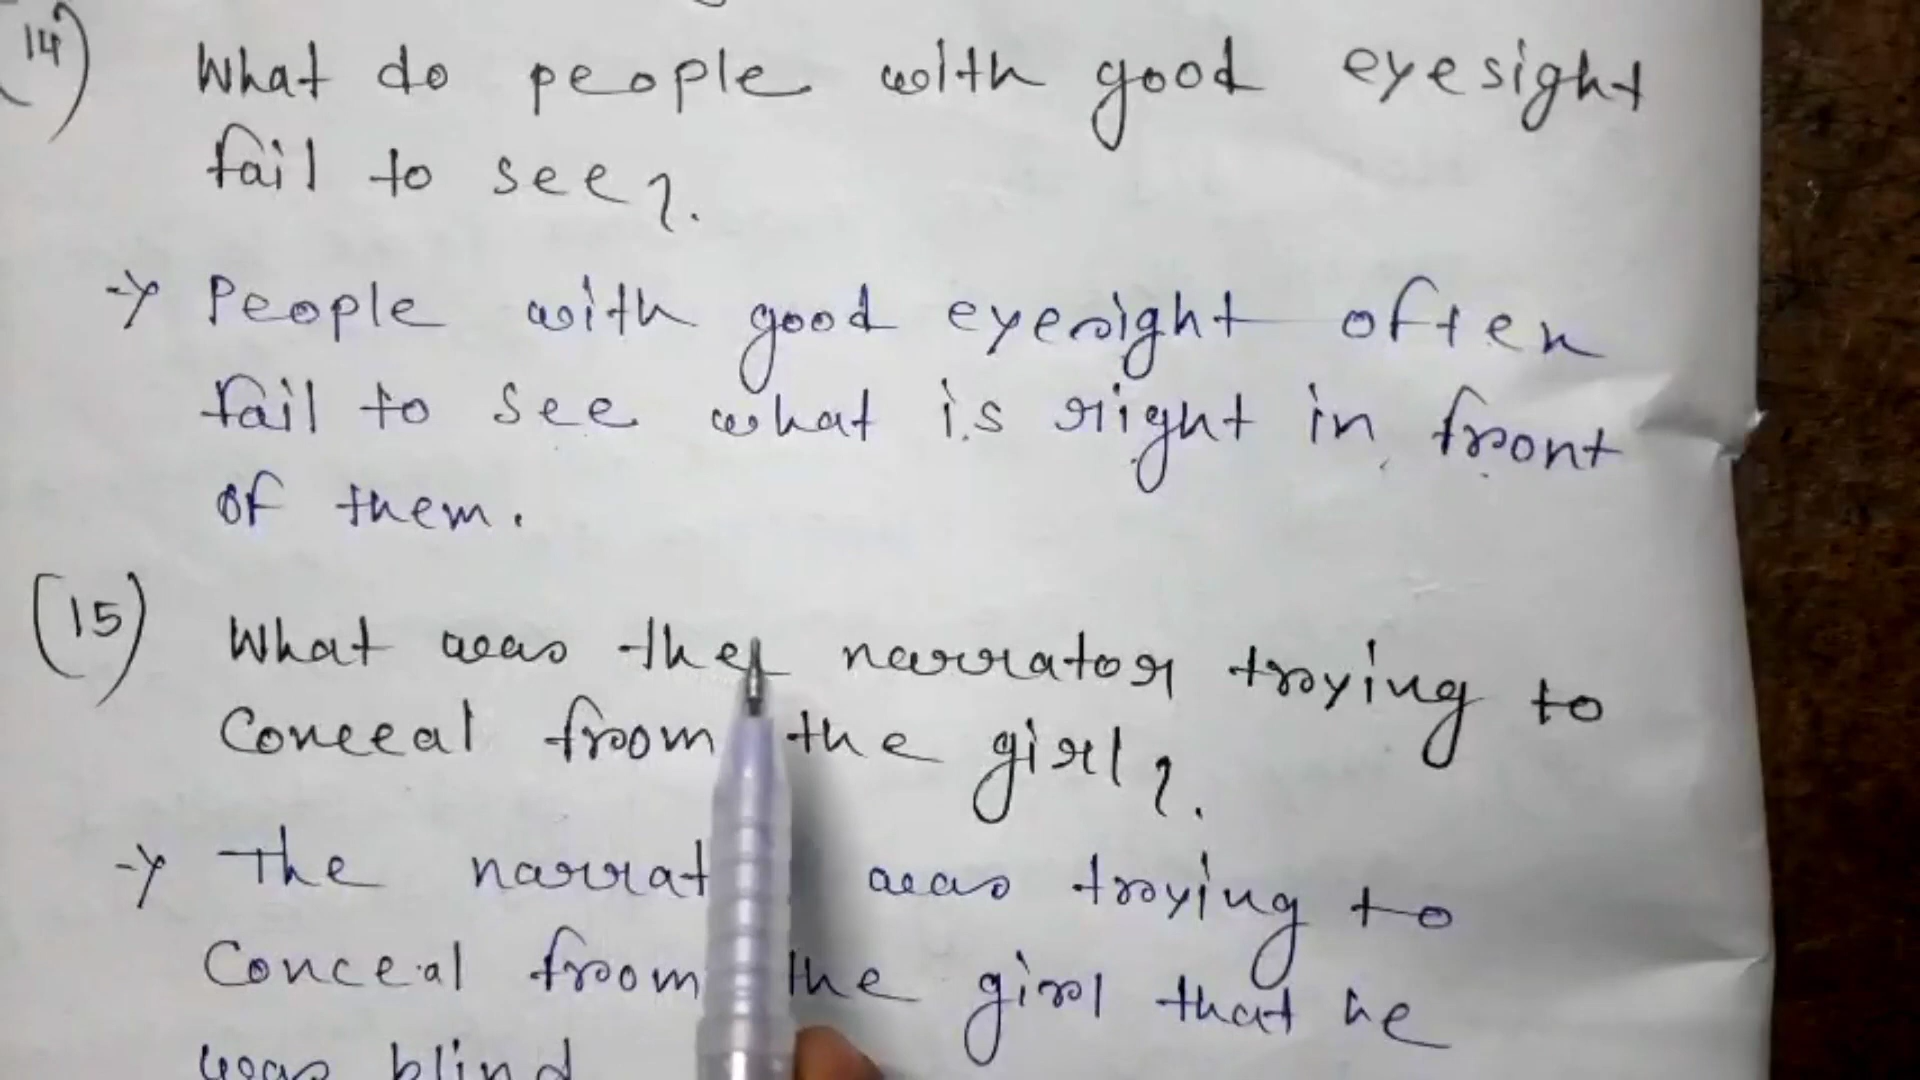 (14) What do people with good eyesight
fail to see?
→ People with good eyesight often
fail to see what is right in front
of them.
(15) What was the narrator trying to
Conceal from the girl?
→ The narrat was trying to
Conceal from the girl that he
was blind